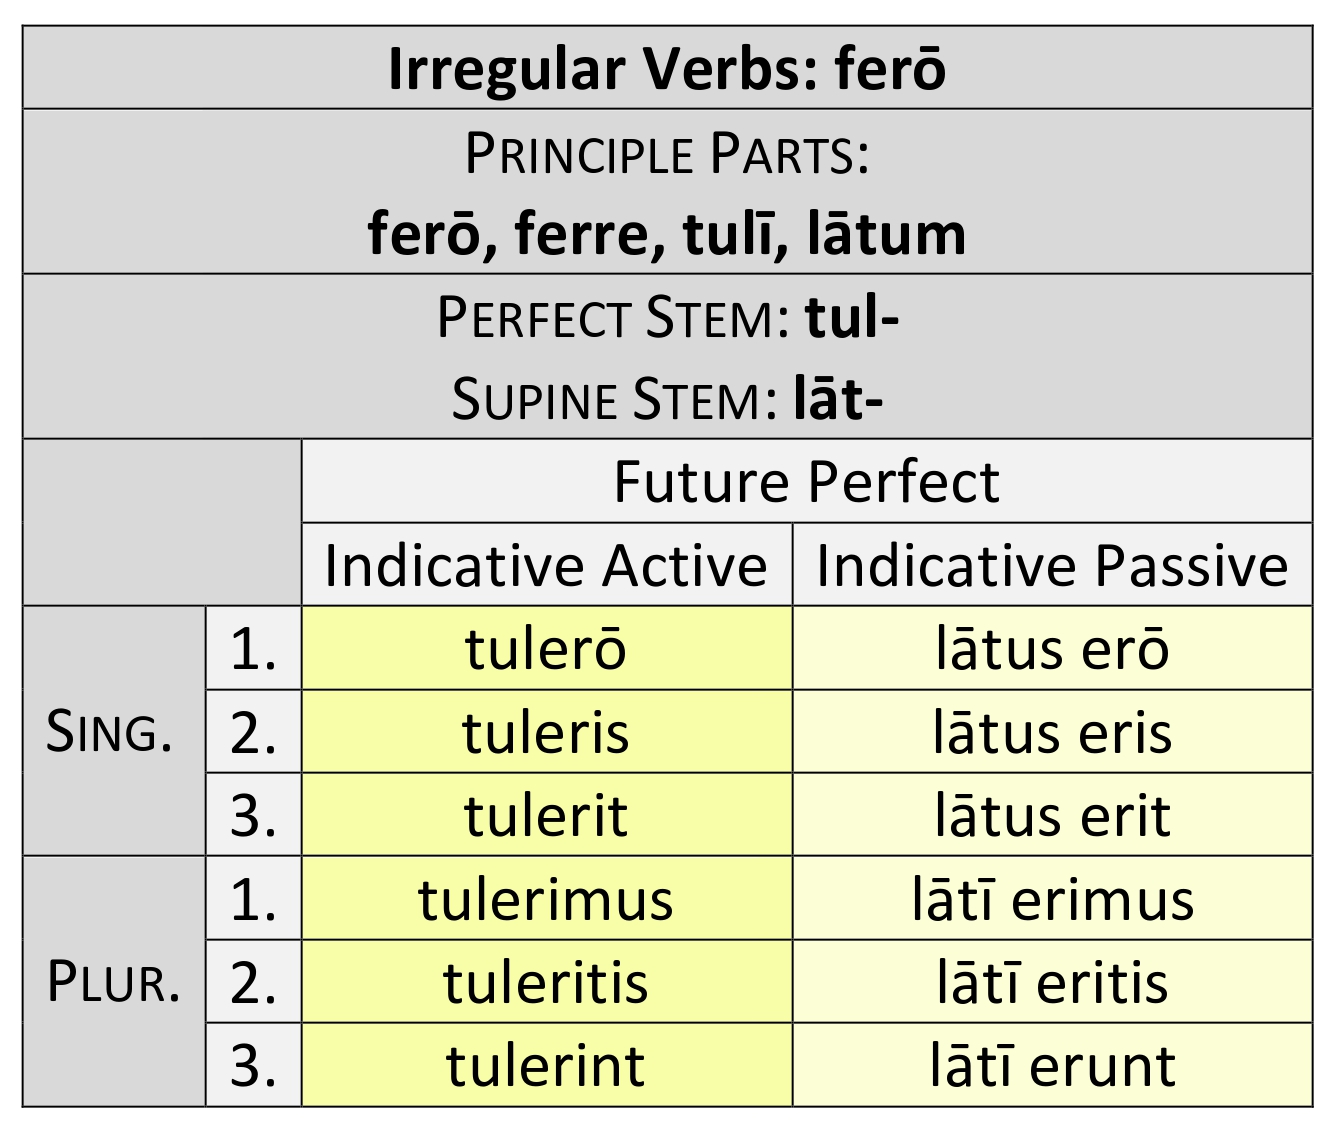 Irregular Verbs: ferō
PRINCIPLE PARTS:
ferō, ferre, tulī, lātum
PERFECT STEM: tul-
SUPINE STEM: lāt-
Future Perfect
Indicative Active Indicative Passive
SING. 1. tulerō lātus erō
2. tuleris lātus eris
3. tulerit lātus erit
PLUR. 1. tulerimus lātī erimus
2. tuleritis lātī eritis
3. tulerint lātī erunt